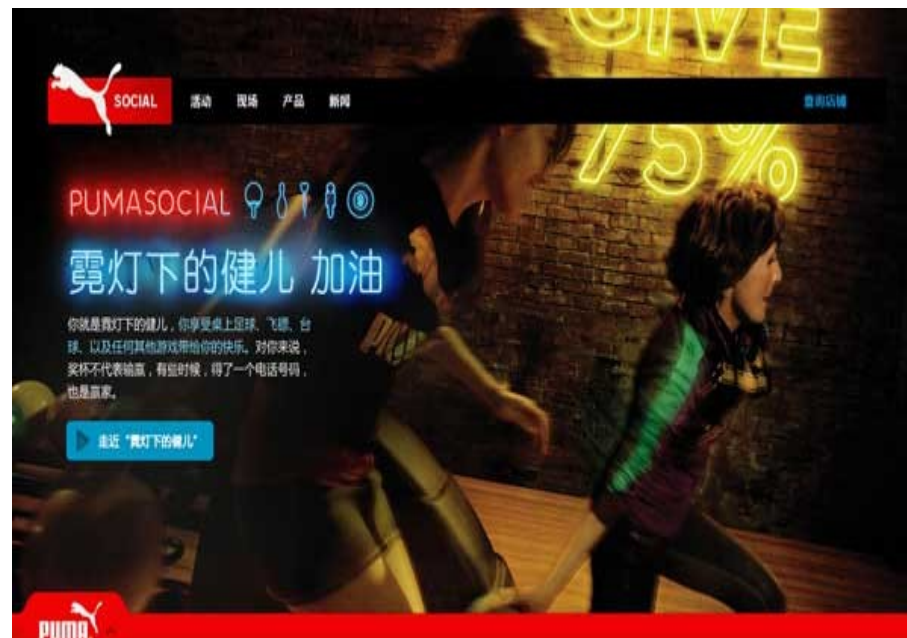 GIVE
SOCIAL
活动
现场
产品
新闻
查询店铺
75%
PUMASOCIAL
霓灯下的健儿 加油
你就是霓灯下的健儿，你享受桌上足球、飞镖、台
球、以及任何其他游戏带给你的快乐。对你来说，
奖杯不代表输赢，有些时候，得了一个电话号码，
也是赢家。
走近“霓灯下的健儿”
PUMA